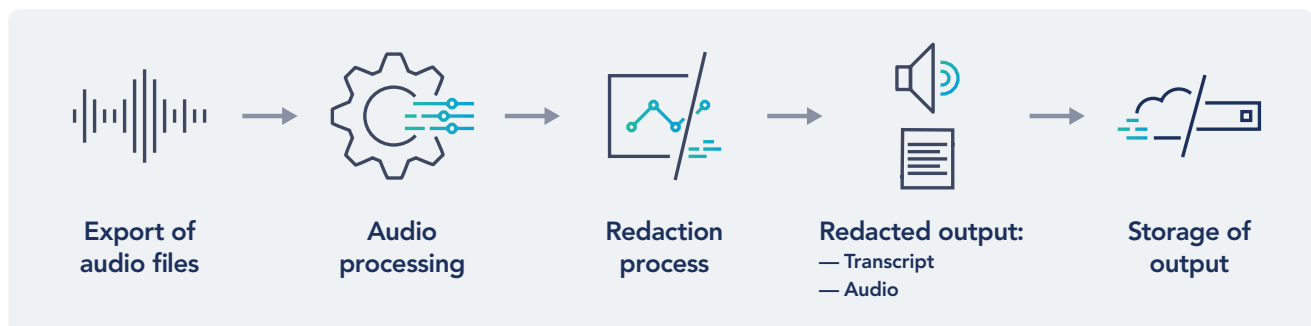 Export of
audio files
Audio
processing
Redaction
process
Redacted output:
— Transcript
— Audio
Storage of
output